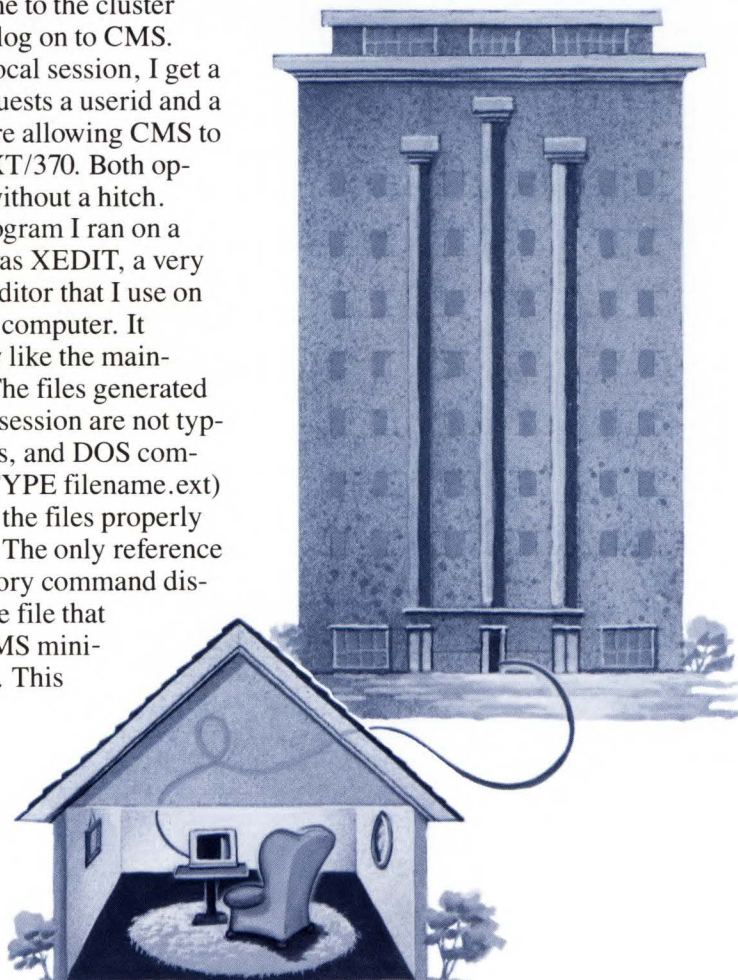 ne to the cluster
log on to CMS.
ocal session, I get a
uests a userid and a
re allowing CMS to
XT/370. Both op-
without a hitch.
ogram I ran on a
as XEDIT, a very
ditor that I use on
computer. It
like the main-
The files generated
session are not typ-
s, and DOS com-
YPE filename.ext)
the files properly
The only reference
ory command dis-
e file that
MS mini-
. This